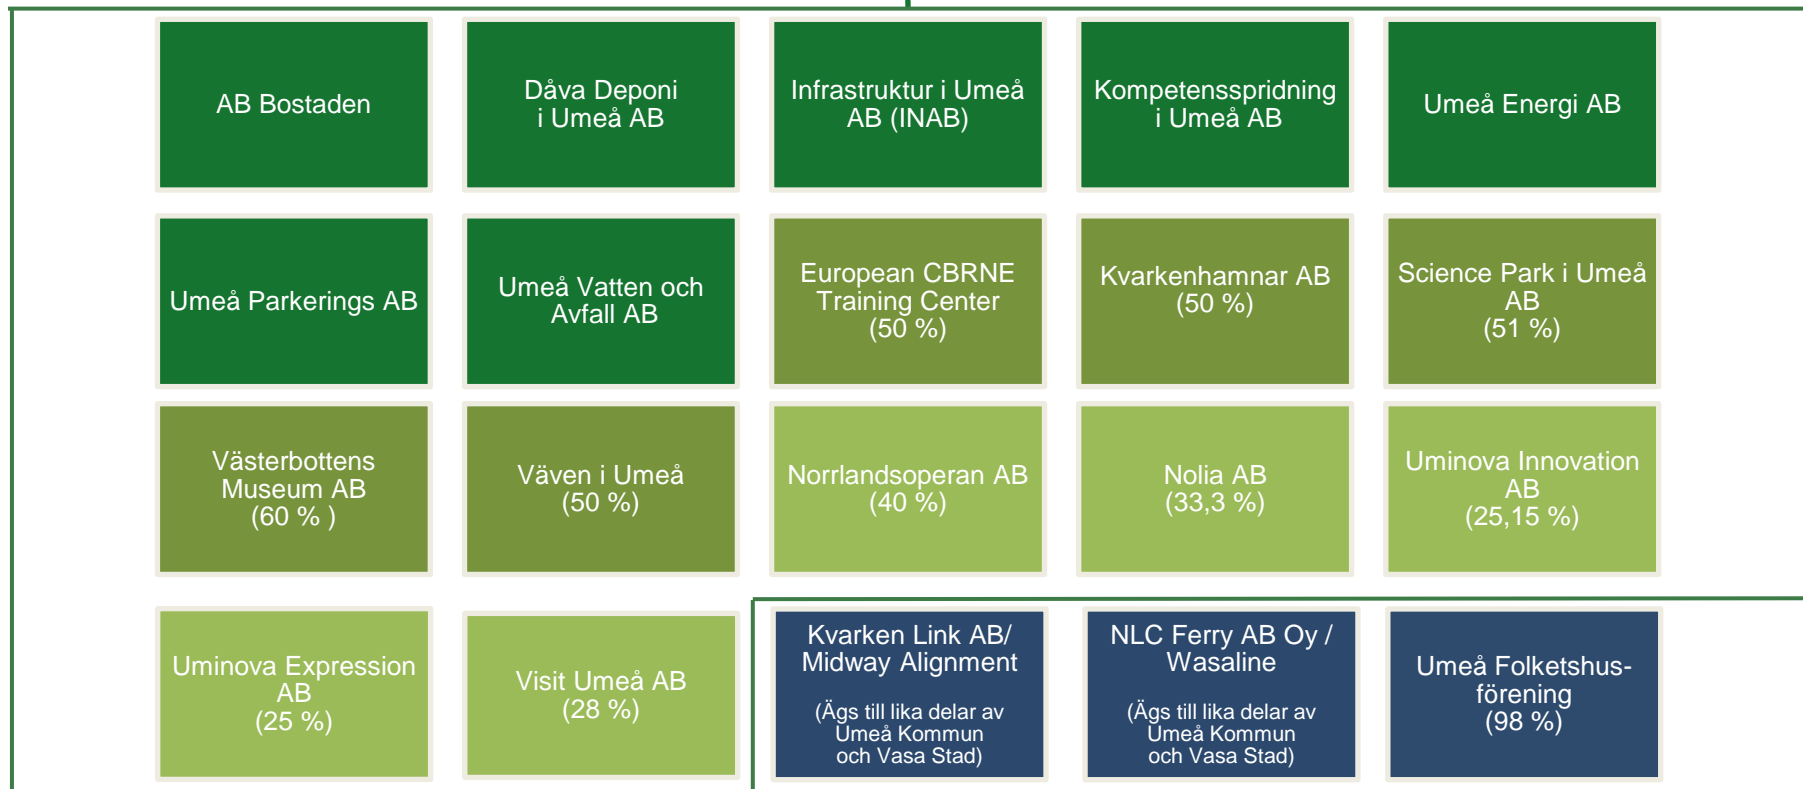 AB Bostaden
Dåva Deponi
i Umeå AB
Infrastruktur i Umeå
AB (INAB)
Kompetensspridning
i Umeå AB
Umeå Energi AB
Umeå Parkerings AB
Umeå Vatten och
Avfall AB
European CBRNE
Training Center
(50 %)
Kvarkenhamnar AB
(50 %)
Science Park i Umeå
AB
(51 %)
Västerbottens
Museum AB
(60 % )
Väven i Umeå
(50 %)
Norrlandsoperan AB
(40 %)
Nolia AB
(33,3 %)
Uminova Innovation
AB
(25,15 %)
Uminova Expression
AB
(25 %)
Visit Umeå AB
(28 %)
Kvarken Link AB/
Midway Alignment
(Ägs till lika delar av
Umeå Kommun
och Vasa Stad)
NLC Ferry AB Oy /
Wasaline
(Ägs till lika delar av
Umeå Kommun
och Vasa Stad)
Umeå Folketshus-
förening
(98 %)